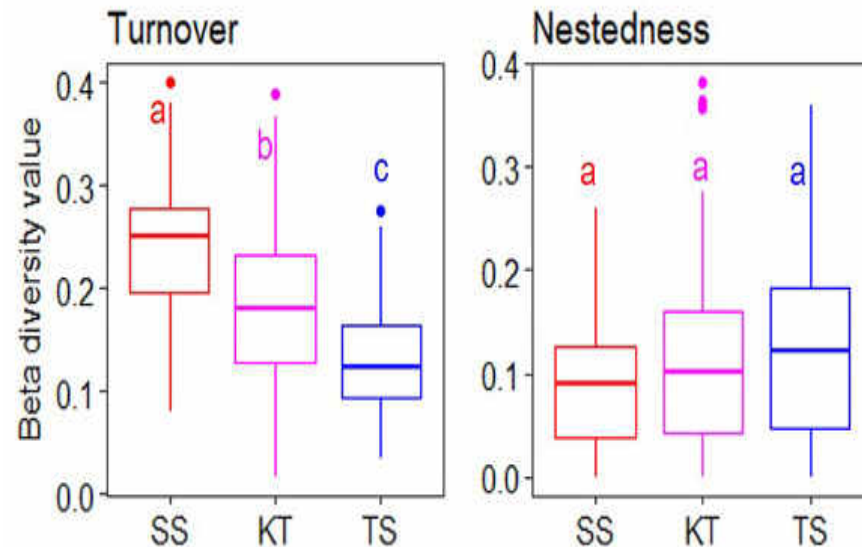 Turnover
Nestedness
Beta diversity value
0.4
0.3
0.2
0.1
0.0
a
b
c
SS
KT
TS
0.4
0.3
0.2
0.1
0.0
a
a
a
SS
KT
TS